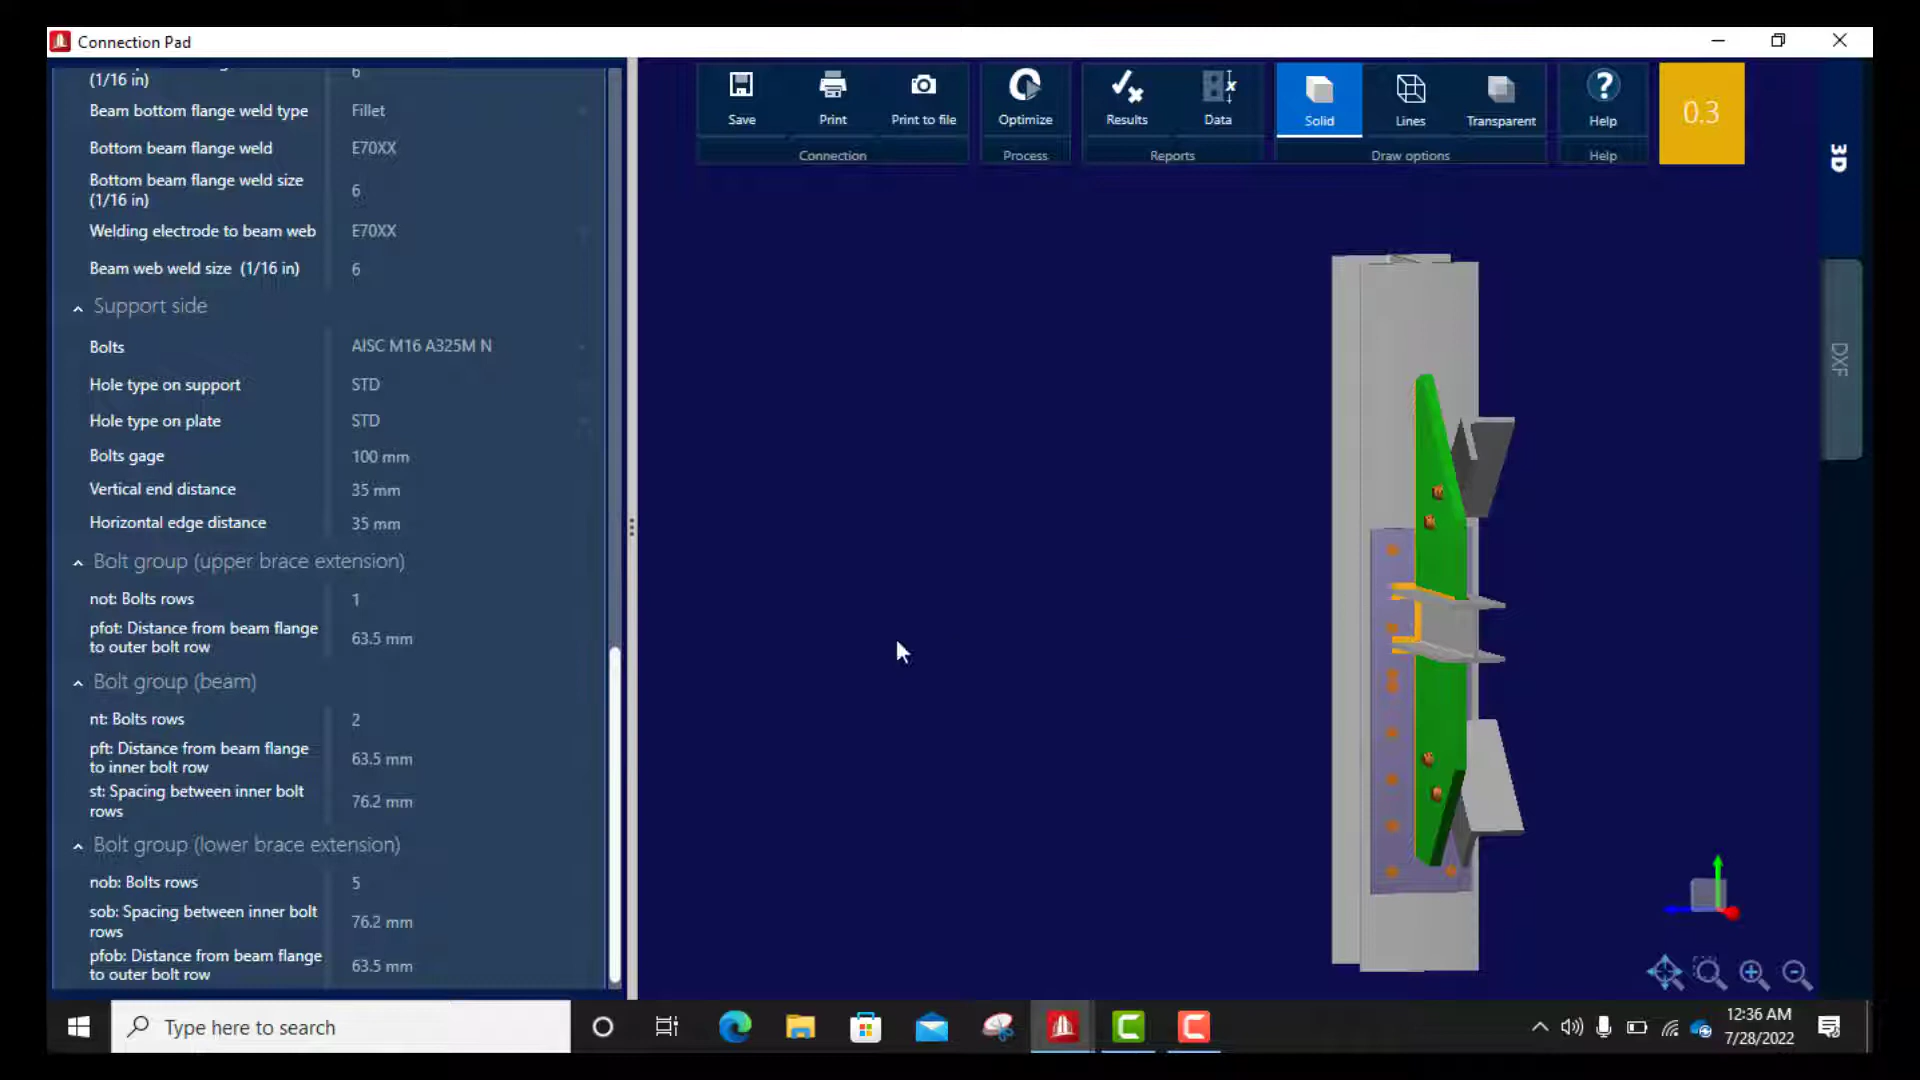 Connection Pad
(1/16 in)
6
Beam bottom flange weld type
Fillet
Bottom beam flange weld
E70XX
Bottom beam flange weld size
(1/16 in)
6
Welding electrode to beam web
E70XX
Beam web weld size (1/16 in)
6
Support side
Bolts
AISC M16 A325M N
Hole type on support
STD
Hole type on plate
STD
Bolts gage
100 mm
Vertical end distance
35 mm
Horizontal edge distance
35 mm
Bolt group (upper brace extension)
not: Bolts rows
1
pfot: Distance from beam flange
to outer bolt row
63.5 mm
Bolt group (beam)
nt: Bolts rows
2
pft: Distance from beam flange
to inner bolt row
63.5 mm
st: Spacing between inner bolt
rows
76.2 mm
Bolt group (lower brace extension)
nob: Bolts rows
5
sob: Spacing between inner bolt
rows
76.2 mm
pfob: Distance from beam flange
to outer bolt row
63.5 mm
Save
Print
Print to file
Connection
Optimize
Process
Results
Data
Reports
Solid
Lines
Transparent
Draw options
Help
Help
0.3
3D
DXF
Type here to search
12:36 AM
7/28/2022